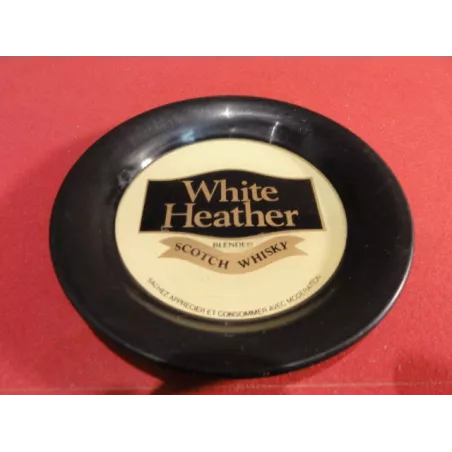 White
Heather
BLENDED
SCOTCH WHISKY
SACHEZ APPRECIER ET CONSOMMER AVEC MODERATION